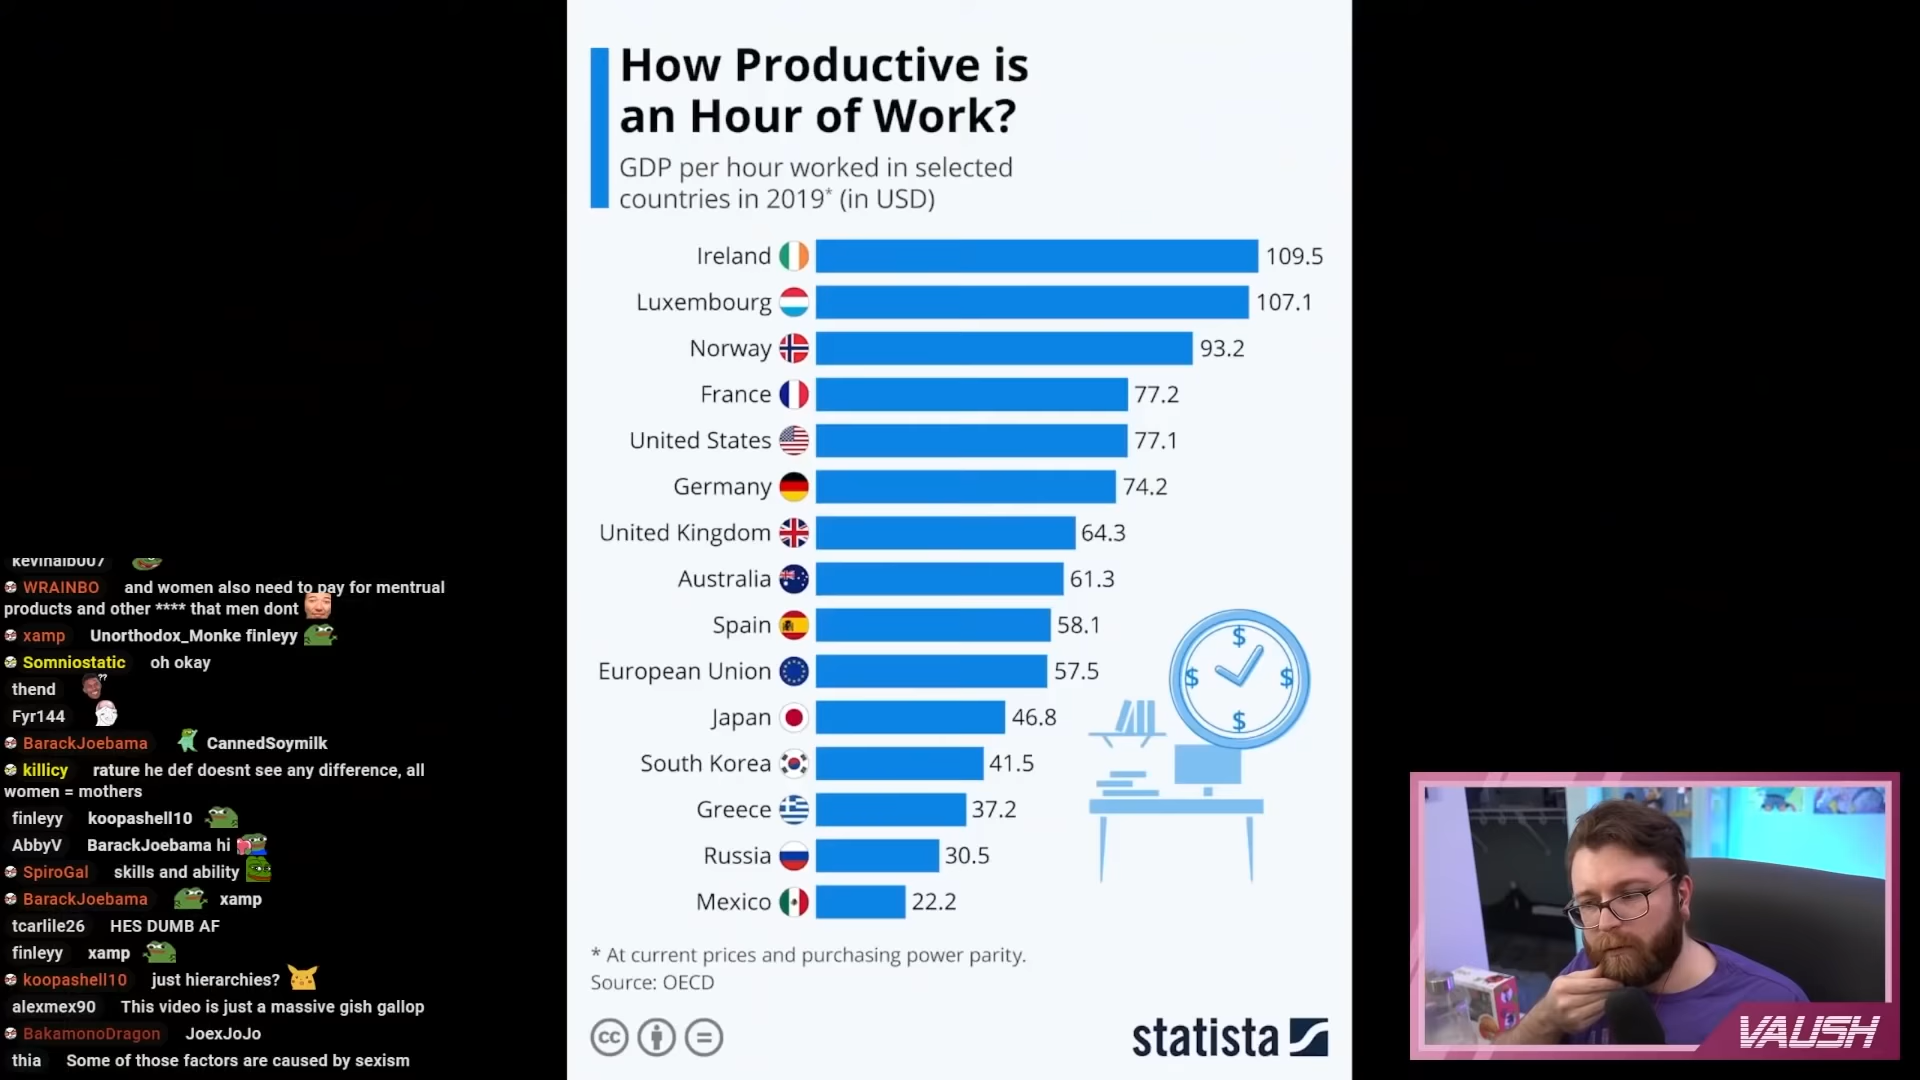 How Productive is
an Hour of Work?
GDP per hour worked in selected
countries in 2019* (in USD)
Ireland 109.5
Luxembourg 107.1
Norway 93.2
France 77.2
United States 77.1
Germany 74.2
United Kingdom 64.3
Australia 61.3
Spain 58.1
European Union 57.5
Japan 46.8
South Korea 41.5
Greece 37.2
Russia 30.5
Mexico 22.2
$
$ $
$
* At current prices and purchasing power parity.
Source: OECD
cc
statista
kevinalb007
WRAINBO and women also need to pay for mentrual
products and other **** that men dont
xamp Unorthodox_Monke finleyy
Somniostatic oh okay
thend ??
Fyr144
BarackJoebama CannedSoymilk
killicy rature he def doesnt see any difference, all
women = mothers
finleyy koopashell10
AbbyV BarackJoebama hi
SpiroGal skills and ability
BarackJoebama xamp
tcarlile26 HES DUMB AF
finleyy xamp
koopashell10 just hierarchies?
alexmex90 This video is just a massive gish gallop
BakamonoDragon JoexJoJo
thia Some of those factors are caused by sexism
VAUSH